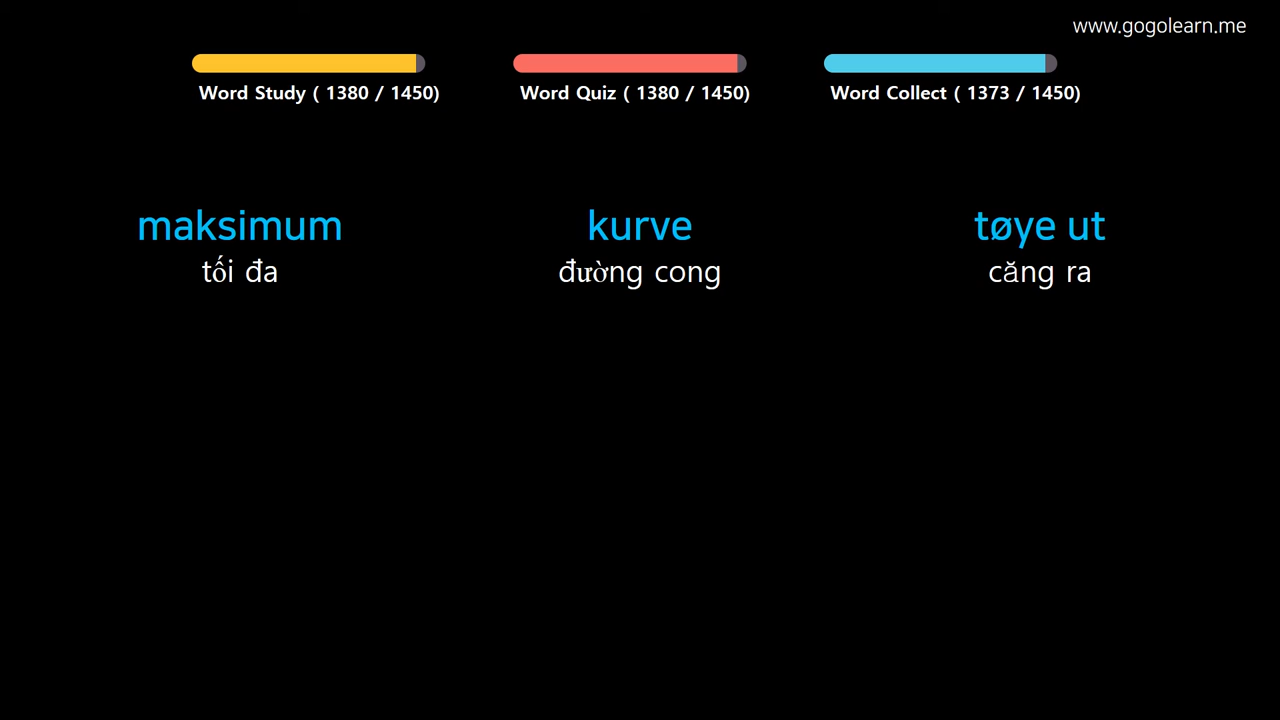 www.gogolearn.me
Word Study ( 1380 / 1450)
Word Quiz ( 1380 / 1450)
Word Collect ( 1373 / 1450)
maksimum
kurve
tøye ut
tối đa
đường cong
căng ra